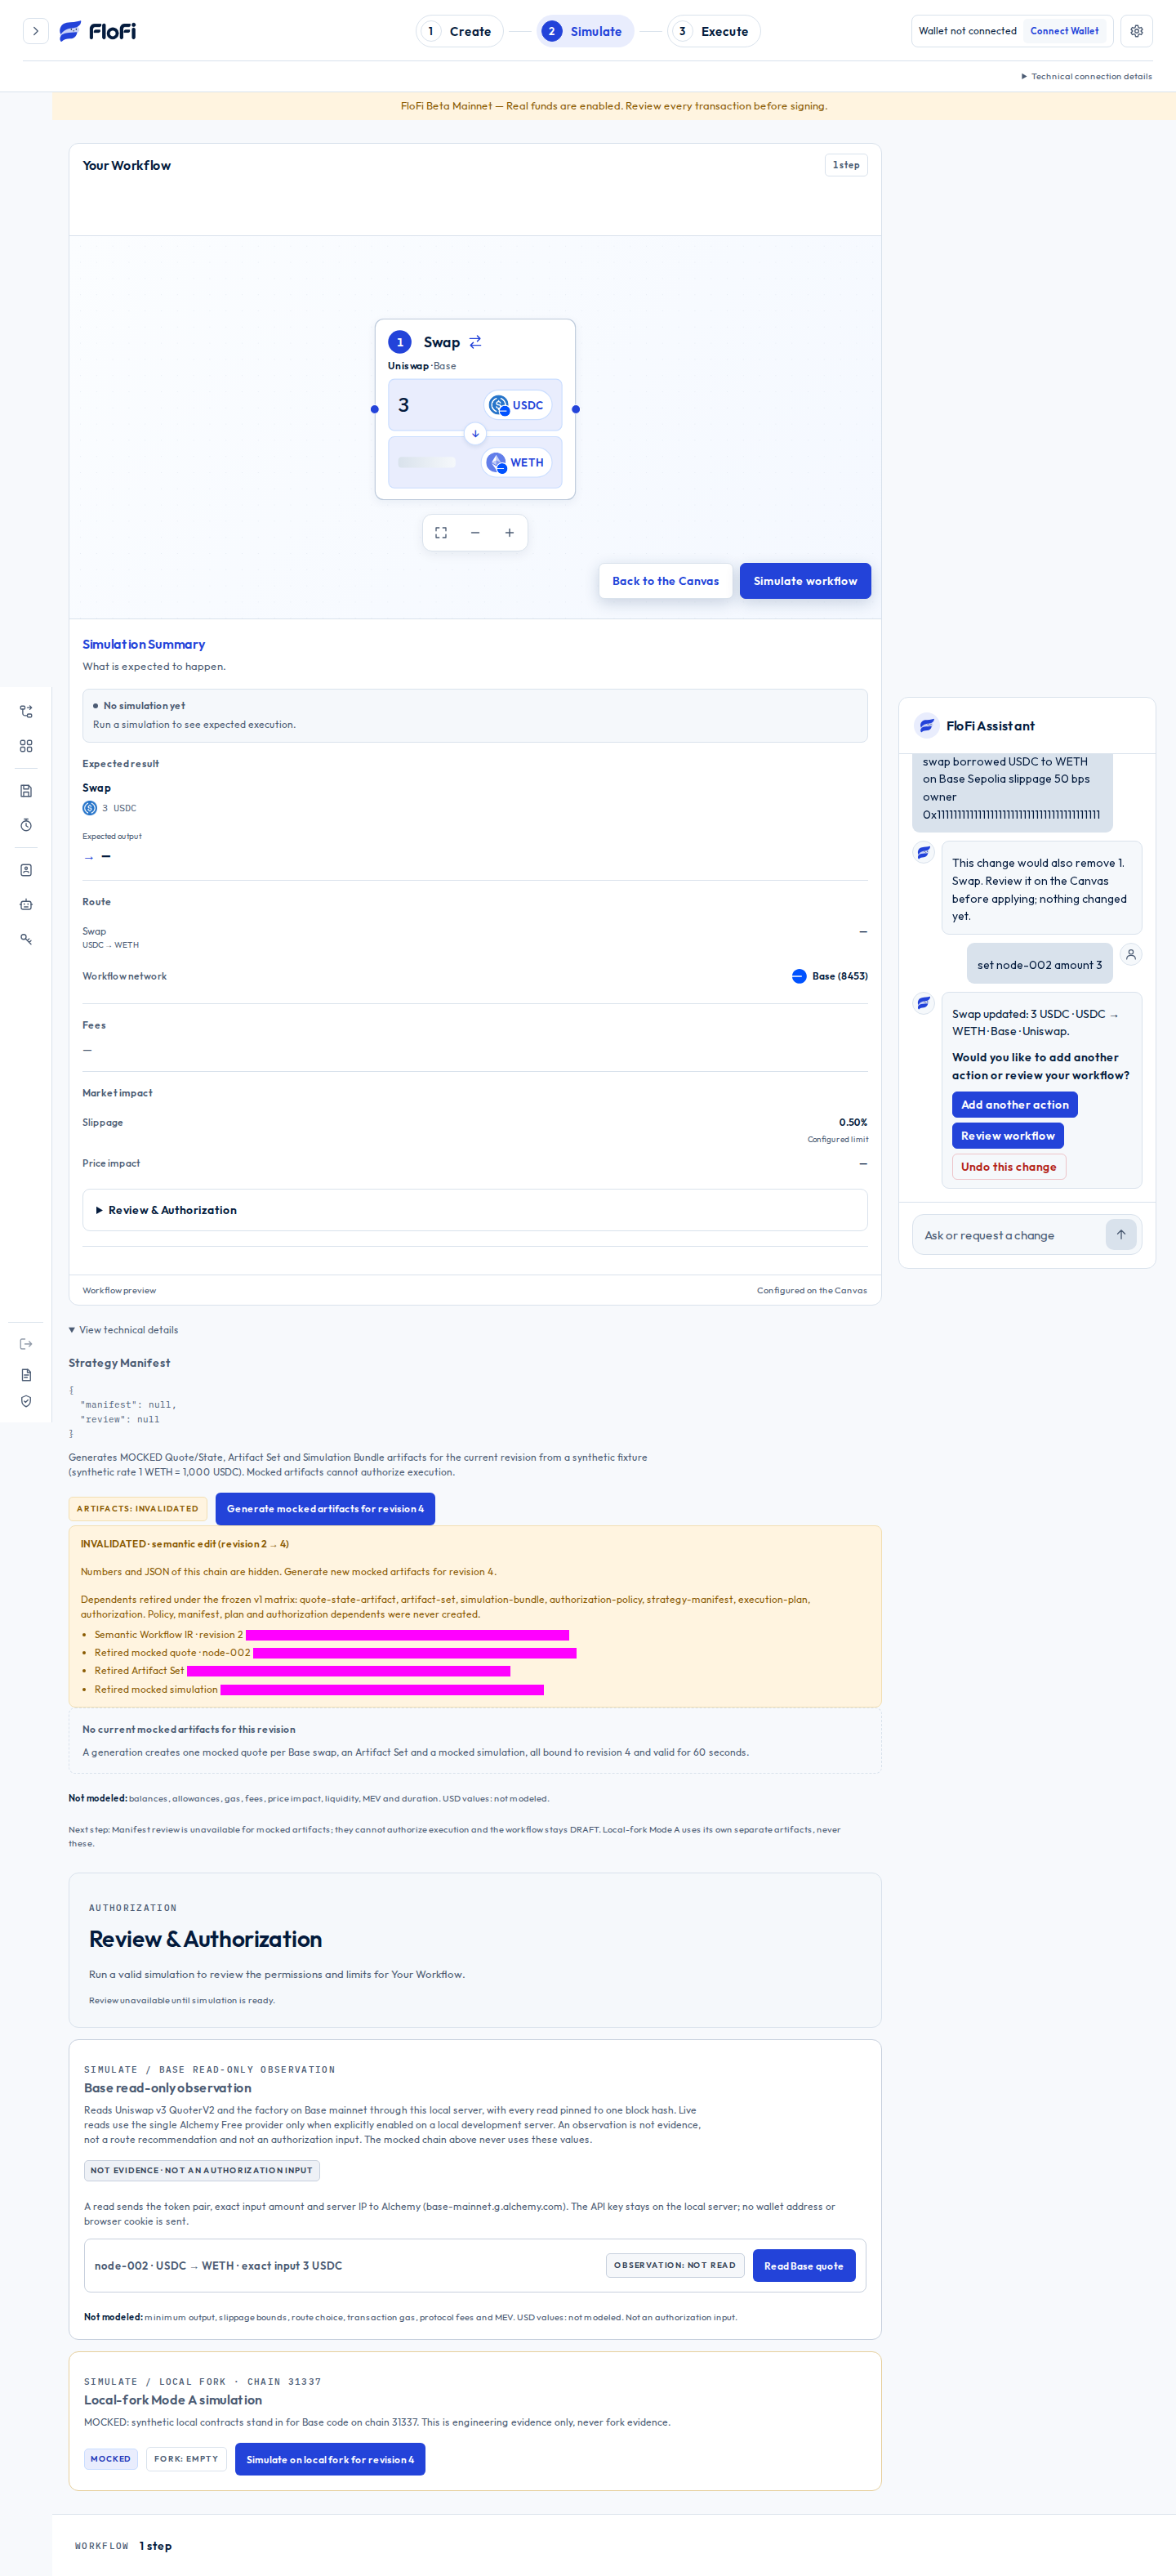 FloFi
1 Create
2 Simulate
3 Execute
Wallet not connected
Connect Wallet
▶ Technical connection details
FloFi Beta Mainnet — Real funds are enabled. Review every transaction before signing.
Your Workflow
1 step
1 Swap
Uniswap · Base
3
USDC
WETH
Back to the Canvas
Simulate workflow
Simulation Summary
What is expected to happen.
No simulation yet
Run a simulation to see expected execution.
Expected result
Swap
3 USDC
Expected output
→ —
Route
Swap
—
USDC → WETH
Workflow network
Base (8453)
Fees
—
Market impact
Slippage
0.50%
Configured limit
Price impact
—
▶ Review & Authorization
Workflow preview
Configured on the Canvas
FloFi Assistant
swap borrowed USDC to WETH
on Base Sepolia slippage 50 bps
owner
This change would also remove 1.
Swap. Review it on the Canvas
before applying; nothing changed
yet.
set node-002 amount 3
Swap updated: 3 USDC · USDC →
WETH · Base · Uniswap.
Would you like to add another
action or review your workflow?
Add another action
Review workflow
Undo this change
Ask or request a change
▼ View technical details
Strategy Manifest
{
"manifest": null,
"review": null
}
Generates MOCKED Quote/State, Artifact Set and Simulation Bundle artifacts for the current revision from a synthetic fixture
(synthetic rate 1 WETH = 1,000 USDC). Mocked artifacts cannot authorize execution.
ARTIFACTS: INVALIDATED
Generate mocked artifacts for revision 4
INVALIDATED · semantic edit (revision 2 → 4)
Numbers and JSON of this chain are hidden. Generate new mocked artifacts for revision 4.
Dependents retired under the frozen v1 matrix: quote-state-artifact, artifact-set, simulation-bundle, authorization-policy, strategy-manifest, execution-plan,
authorization. Policy, manifest, plan and authorization dependents were never created.
• Semantic Workflow IR · revision 2
• Retired mocked quote · node-002
• Retired Artifact Set
• Retired mocked simulation
No current mocked artifacts for this revision
A generation creates one mocked quote per Base swap, an Artifact Set and a mocked simulation, all bound to revision 4 and valid for 60 seconds.
Not modeled: balances, allowances, gas, fees, price impact, liquidity, MEV and duration. USD values: not modeled.
Next step: Manifest review is unavailable for mocked artifacts; they cannot authorize execution and the workflow stays DRAFT. Local-fork Mode A uses its own separate artifacts, never
these.
AUTHORIZATION
Review & Authorization
Run a valid simulation to review the permissions and limits for Your Workflow.
Review unavailable until simulation is ready.
SIMULATE / BASE READ-ONLY OBSERVATION
Base read-only observation
Reads Uniswap v3 QuoterV2 and the factory on Base mainnet through this local server, with every read pinned to one block hash. Live
reads use the single Alchemy Free provider only when explicitly enabled on a local development server. An observation is not evidence,
not a route recommendation and not an authorization input. The mocked chain above never uses these values.
NOT EVIDENCE · NOT AN AUTHORIZATION INPUT
A read sends the token pair, exact input amount and server IP to Alchemy (base-mainnet.g.alchemy.com). The API key stays on the local server; no wallet address or
browser cookie is sent.
node-002 · USDC → WETH · exact input 3 USDC
OBSERVATION: NOT READ
Read Base quote
Not modeled: minimum output, slippage bounds, route choice, transaction gas, protocol fees and MEV. USD values: not modeled. Not an authorization input.
SIMULATE / LOCAL FORK · CHAIN 31337
Local-fork Mode A simulation
MOCKED: synthetic local contracts stand in for Base code on chain 31337. This is engineering evidence only, never fork evidence.
MOCKED
FORK: EMPTY
Simulate on local fork for revision 4
WORKFLOW 1 step